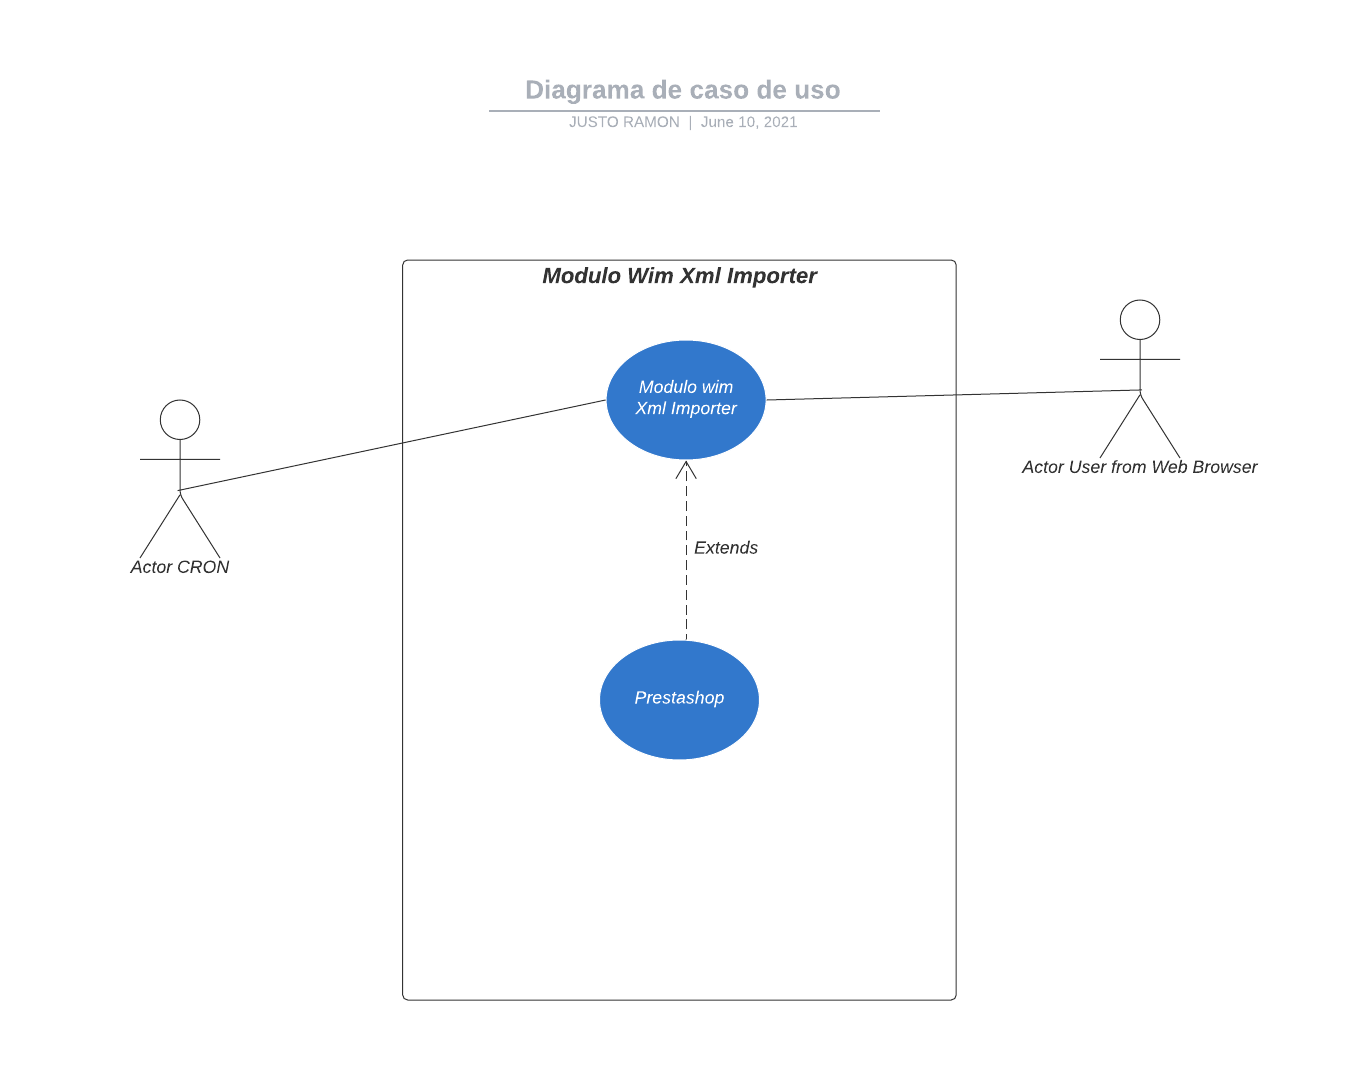 Diagrama de caso de uso
JUSTO RAMON | June 10, 2021
Modulo Wim Xml Importer
Modulo wim
Xml Importer
Actor User from Web Browser
Extends
Actor CRON
Prestashop